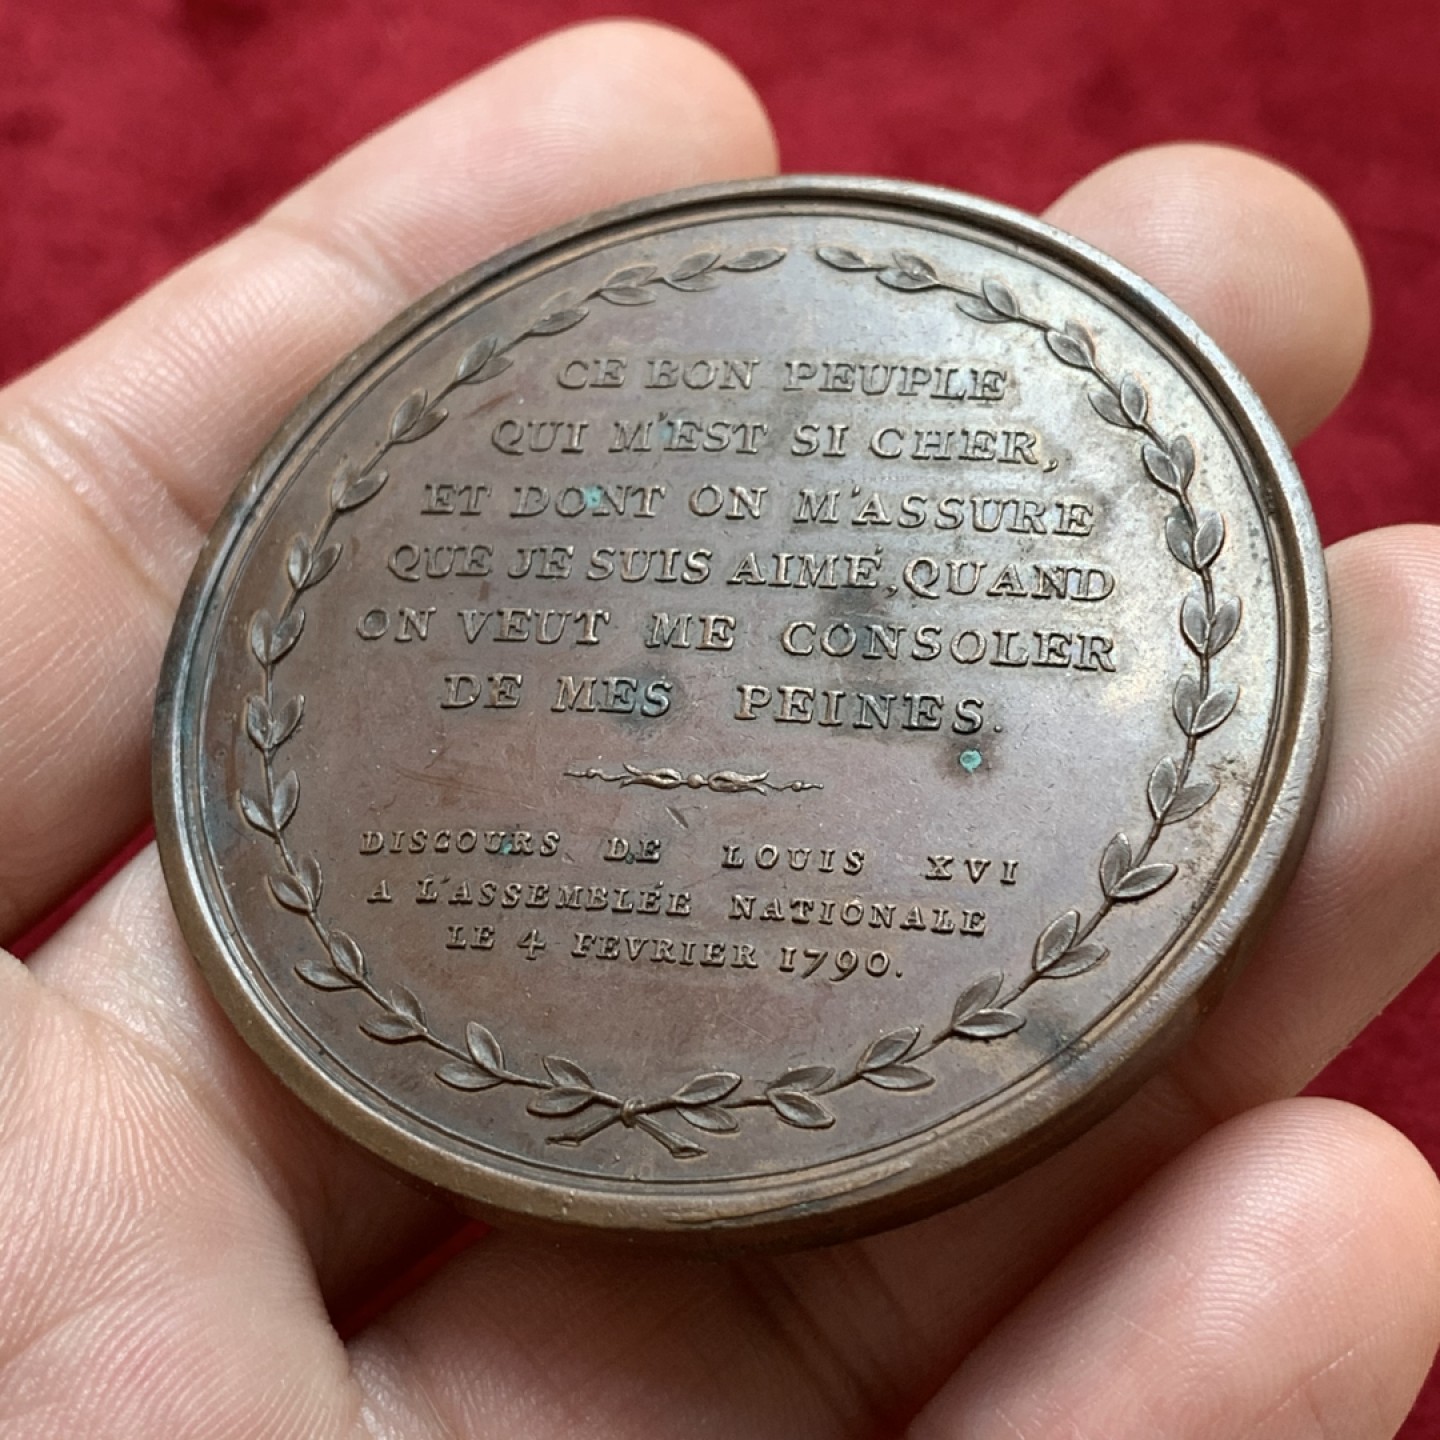 CE BON PEUPLE
QUI M'EST SI CHER,
ET DONT ON M'ASSURE
QUE JE SUIS AIMÉ, QUAND
ON VEUT ME CONSOLER
DE MES PEINES.
DISCOURS DE LOUIS XVI
A L'ASSEMBLÉE NATIONALE
LE 4 FEVRIER 1790.